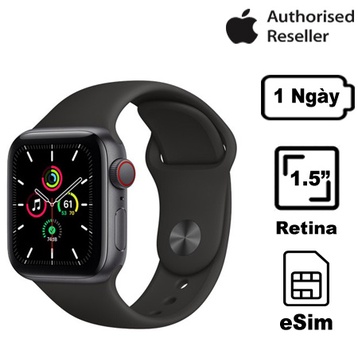 Authorised
Reseller
1 Ngày
1.5”
Retina
eSim